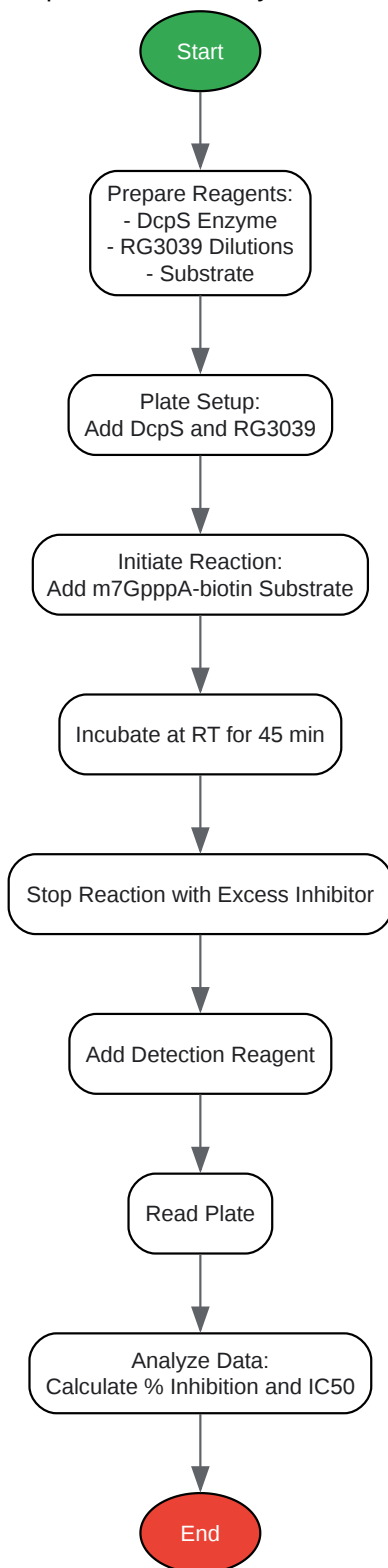 Start
Prepare Reagents:
- DcpS Enzyme
- RG3039 Dilutions
- Substrate
Plate Setup:
Add DcpS and RG3039
Initiate Reaction:
Add m7GpppA-biotin Substrate
Incubate at RT for 45 min
Stop Reaction with Excess Inhibitor
Add Detection Reagent
Read Plate
Analyze Data:
Calculate % Inhibition and IC50
End